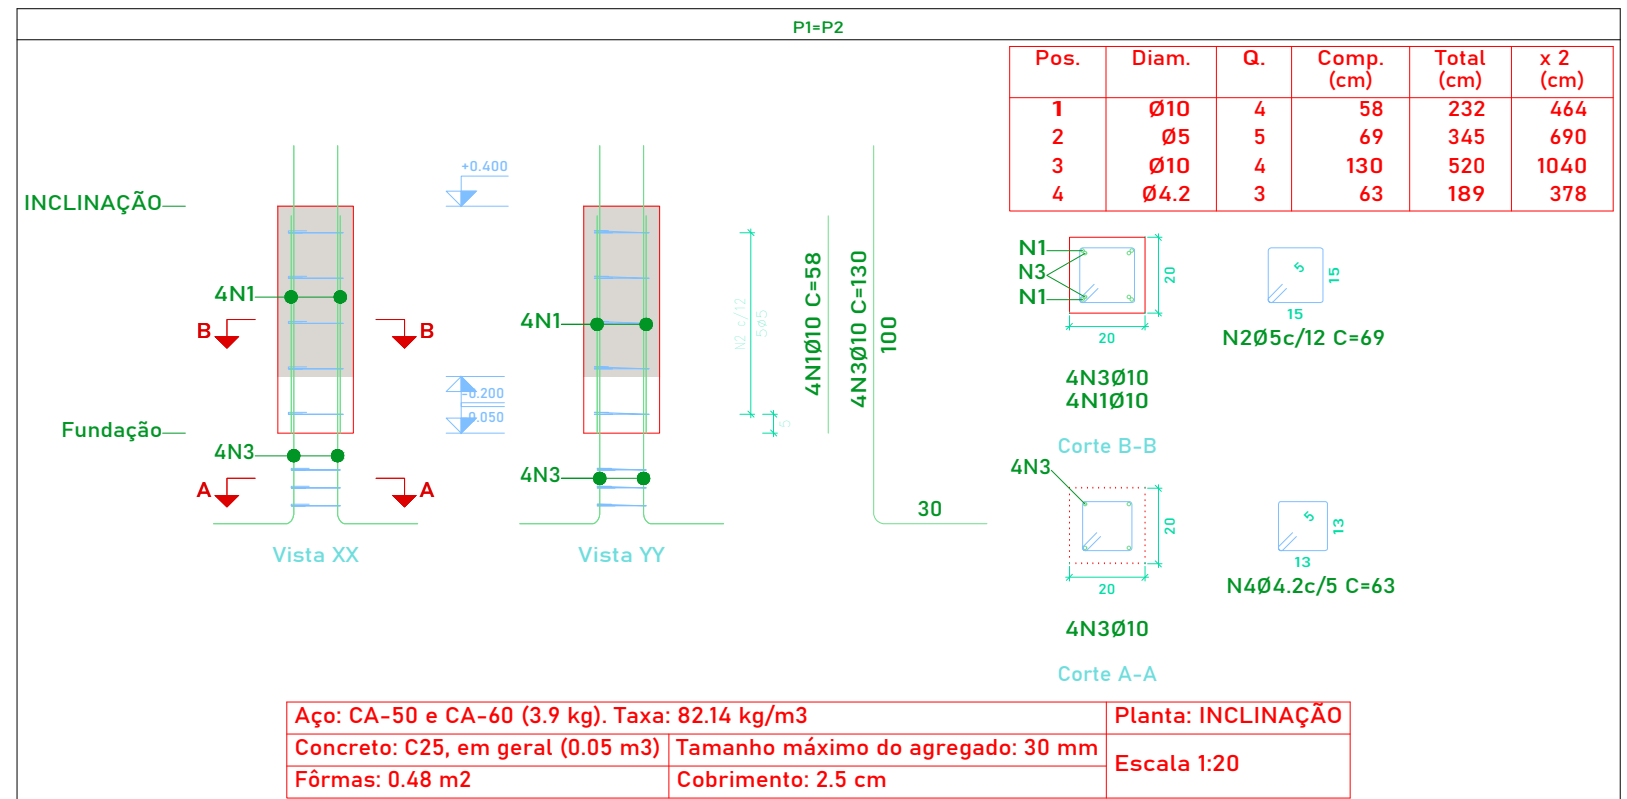 P1=P2
Pos. Diam. Q. Comp. (cm) Total (cm) x 2 (cm)
1 Ø10 4 58 232 464
2 Ø5 5 69 345 690
3 Ø10 4 130 520 1040
4 Ø4.2 3 63 189 378
INCLINAÇÃO
4N1
B B
Fundação
4N3
A A
Vista XX
+0.400
-0.200
-0.050
4N1
4N3
Vista YY
N2 c/12
5ø5
5
4N1Ø10 C=58
4N3Ø10 C=130
100
30
N1
N3
N1
20
20
4N3Ø10
4N1Ø10
Corte B-B
5
15
15
N2Ø5c/12 C=69
4N3
20
20
4N3Ø10
Corte A-A
5
13
13
N4Ø4.2c/5 C=63
Aço: CA-50 e CA-60 (3.9 kg). Taxa: 82.14 kg/m3
Planta: INCLINAÇÃO
Concreto: C25, em geral (0.05 m3)
Tamanho máximo do agregado: 30 mm
Escala 1:20
Fôrmas: 0.48 m2
Cobrimento: 2.5 cm